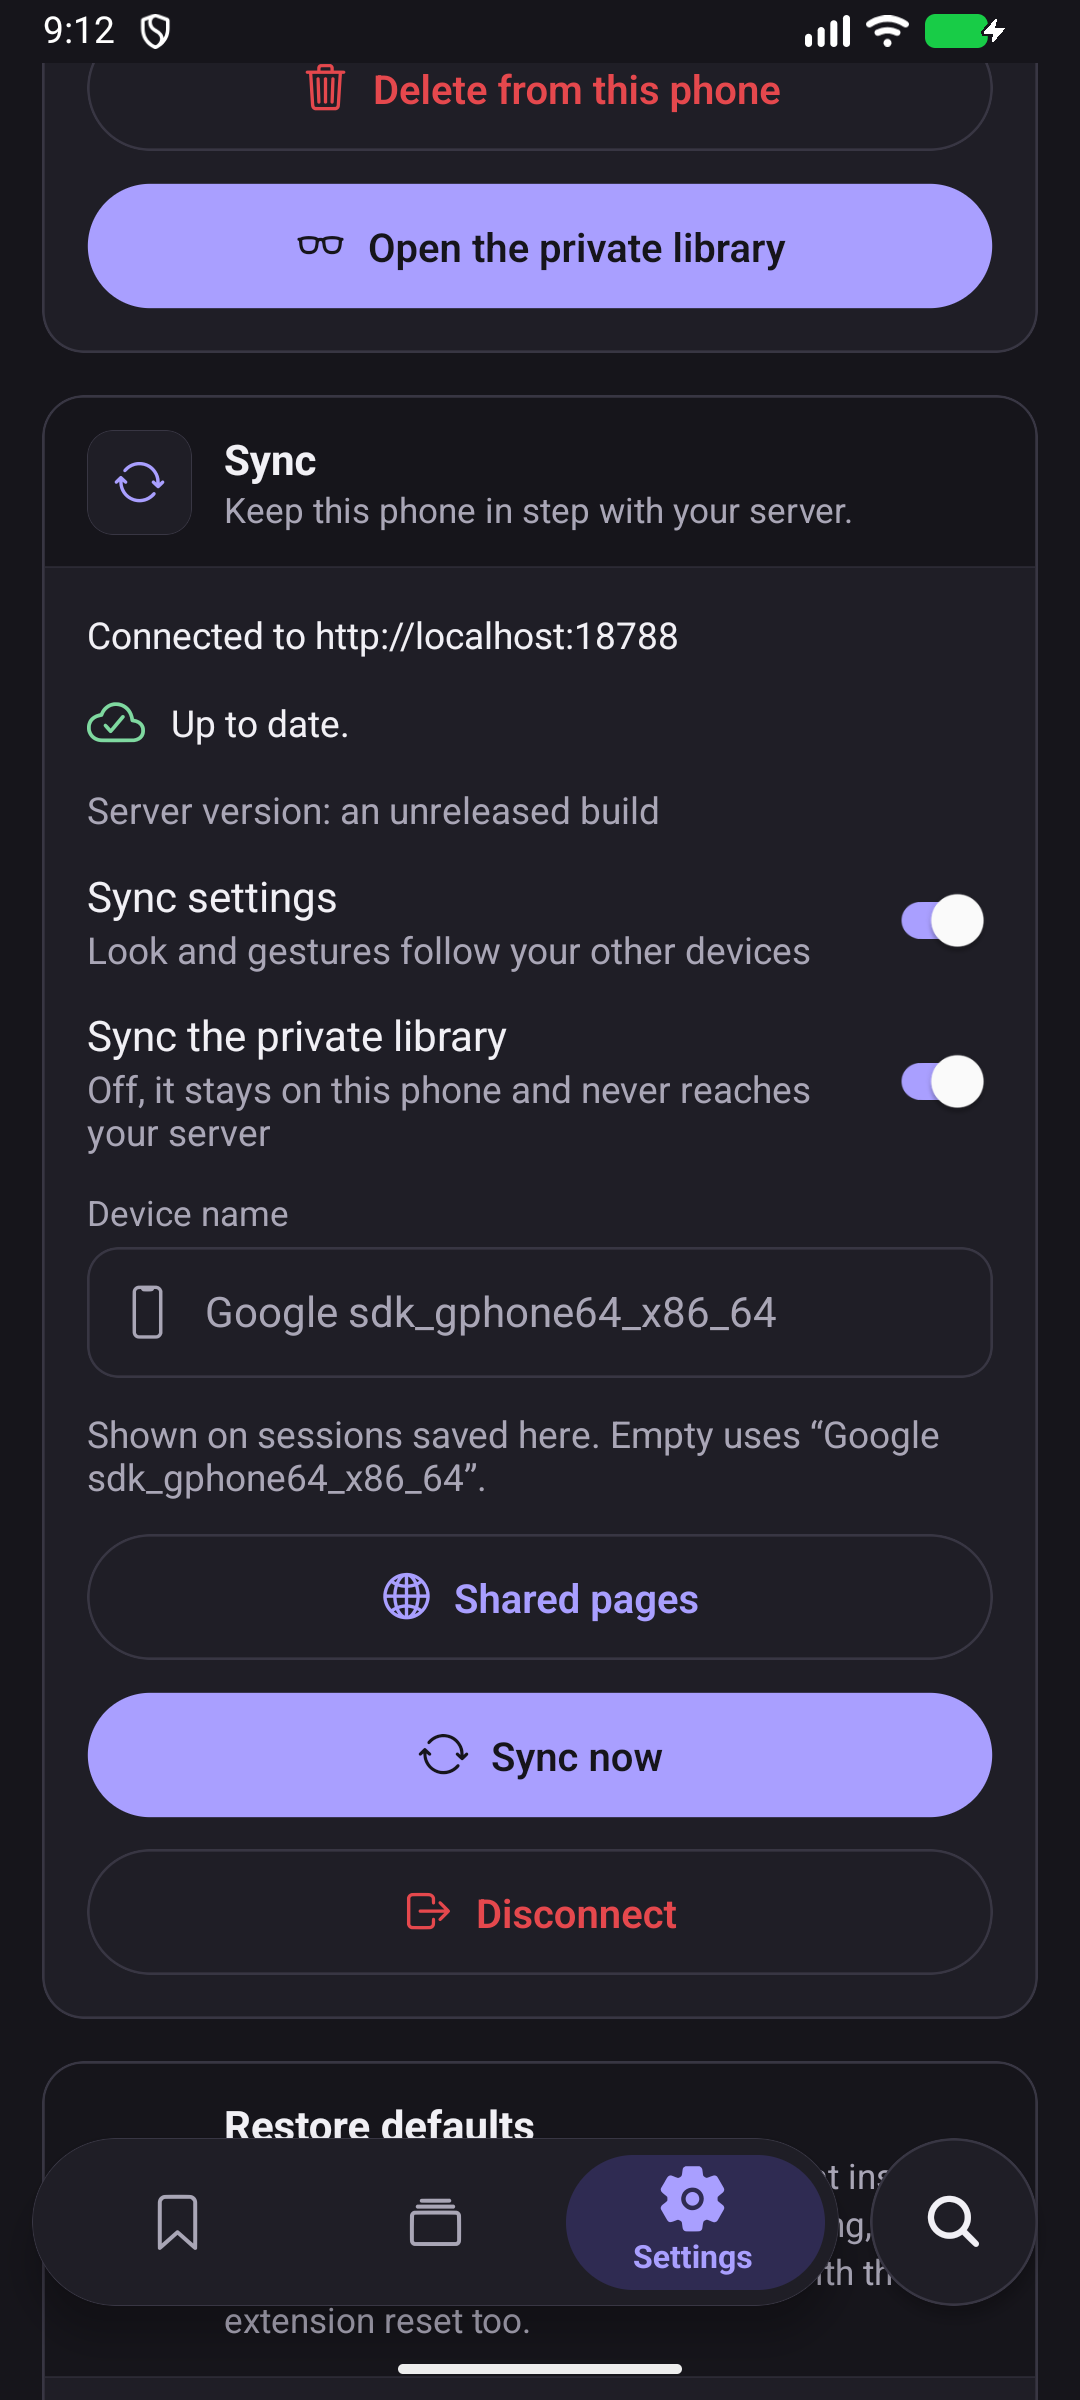 9:12
Delete from this phone
Open the private library
Sync
Keep this phone in step with your server.
Connected to http://localhost:18788
Up to date.
Server version: an unreleased build
Sync settings
Look and gestures follow your other devices
Sync the private library
Off, it stays on this phone and never reaches
your server
Device name
Google sdk_gphone64_x86_64
Shown on sessions saved here. Empty uses “Google
sdk_gphone64_x86_64”.
Shared pages
Sync now
Disconnect
Restore defaults
Settings
extension reset too.